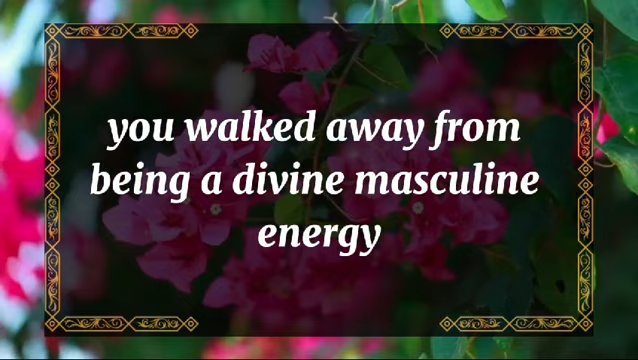 you walked away from
being a divine masculine
energy